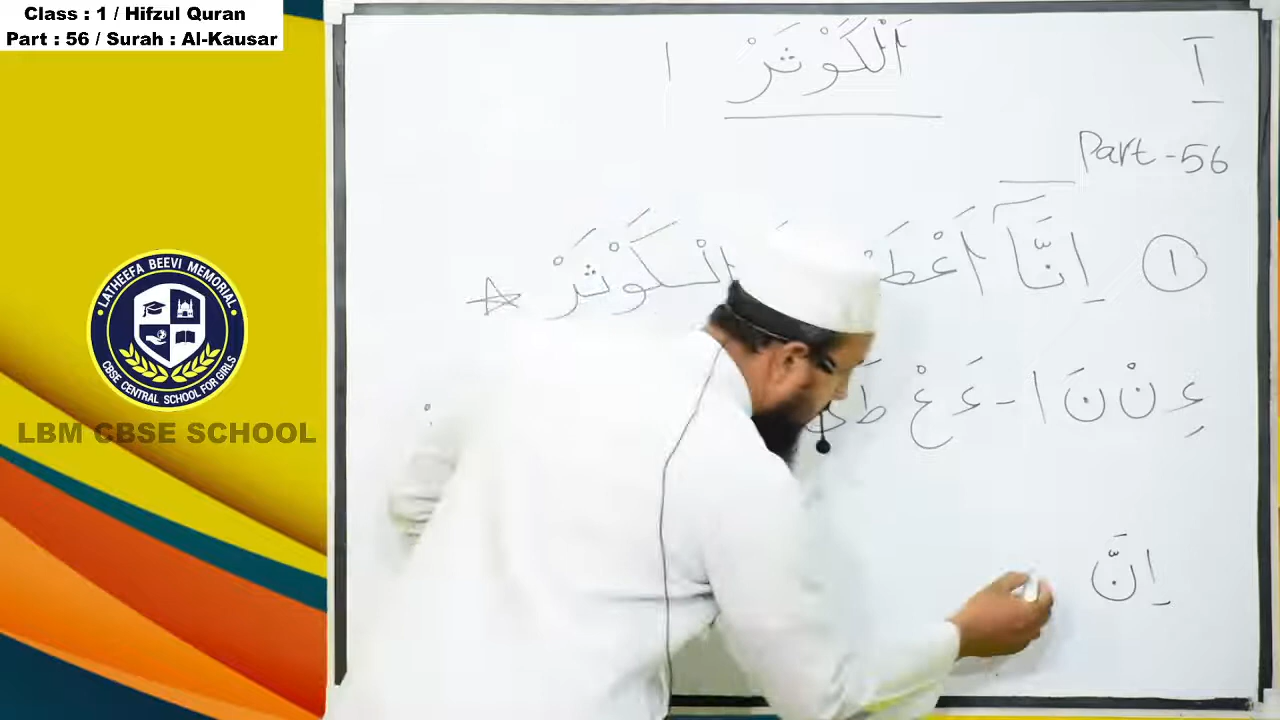 Class : 1 / Hifzul Quran
Part : 56 / Surah : Al-Kausar
LATHEEFA BEEVI MEMORIAL
CBSE CENTRAL SCHOOL FOR GIRLS
LBM CBSE SCHOOL
اَلْكَوْثَرْ ١
آ
Part - 56
١ اِنَّآ اَعْطَ الْكَوْثَرْ
ءِ نْ نَ ا - ءَ عْ طَ
اِنَّ